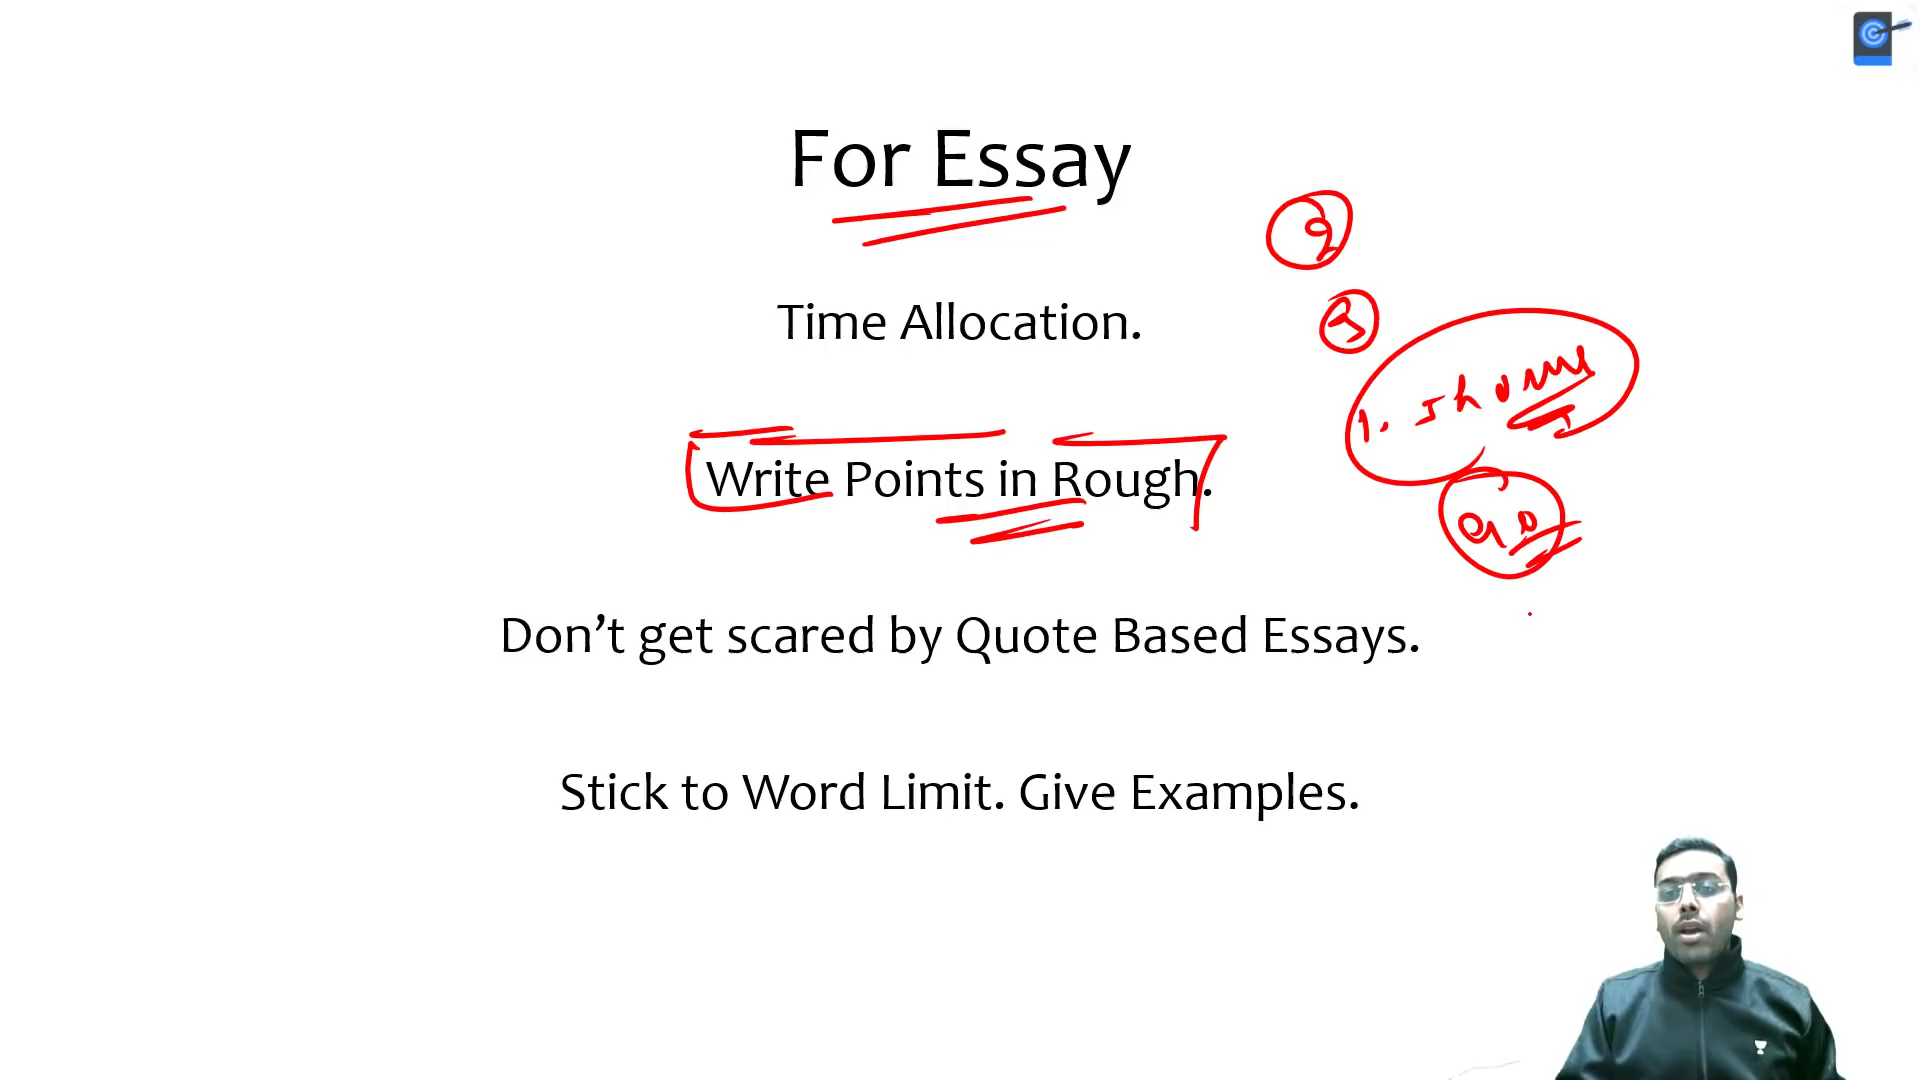 For Essay
Time Allocation.
Write Points in Rough.
Don’t get scared by Quote Based Essays.
Stick to Word Limit. Give Examples.